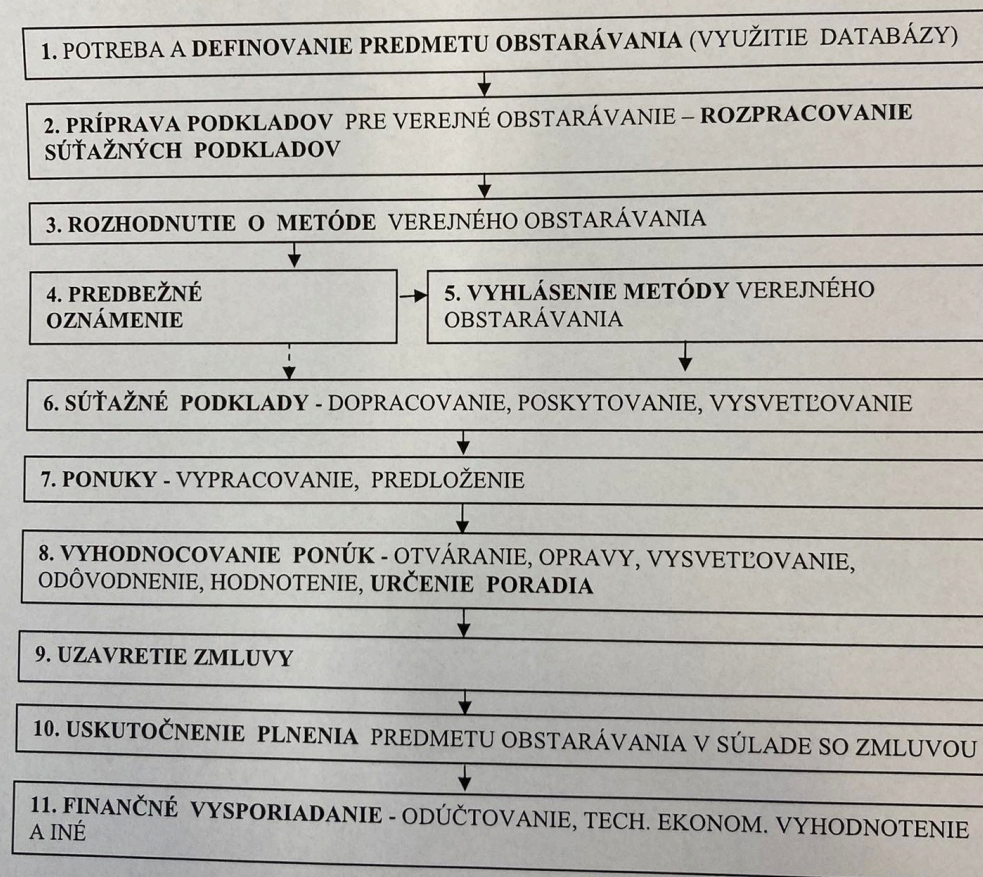 1. POTREBA A DEFINOVANIE PREDMETU OBSTARÁVANIA (VYUŽITIE DATABÁZY)
2. PRÍPRAVA PODKLADOV PRE VEREJNÉ OBSTARÁVANIE – ROZPRACOVANIE
SÚŤAŽNÝCH PODKLADOV
3. ROZHODNUTIE O METÓDE VEREJNÉHO OBSTARÁVANIA
4. PREDBEŽNÉ
OZNÁMENIE
5. VYHLÁSENIE METÓDY VEREJNÉHO
OBSTARÁVANIA
6. SÚŤAŽNÉ PODKLADY - DOPRACOVANIE, POSKYTOVANIE, VYSVETĽOVANIE
7. PONUKY - VYPRACOVANIE, PREDLOŽENIE
8. VYHODNOCOVANIE PONÚK - OTVÁRANIE, OPRAVY, VYSVETĽOVANIE,
ODÔVODNENIE, HODNOTENIE, URČENIE PORADIA
9. UZAVRETIE ZMLUVY
10. USKUTOČNENIE PLNENIA PREDMETU OBSTARÁVANIA V SÚLADE SO ZMLUVOU
11. FINANČNÉ VYSPORIADANIE - ODÚČTOVANIE, TECH. EKONOM. VYHODNOTENIE
A INÉ